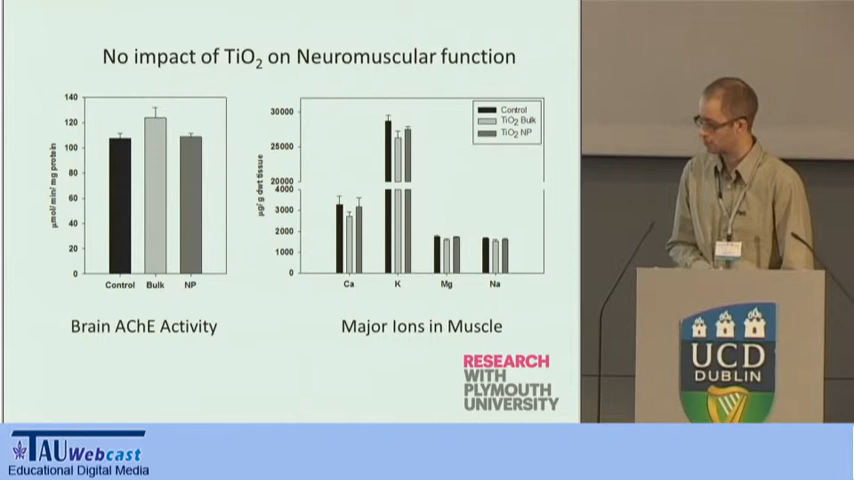 No impact of TiO2 on Neuromuscular function
140
120
100
80
60
40
20
0
µmol/min/mg protein
Control Bulk NP
Brain AChE Activity
30000
25000
20000
4000
3000
2000
1000
0
µg/g dwt tissue
Control
TiO2 Bulk
TiO2 NP
Ca K Mg Na
Major Ions in Muscle
RESEARCH
WITH
PLYMOUTH
UNIVERSITY
UCD
DUBLIN
TAU Webcast
Educational Digital Media